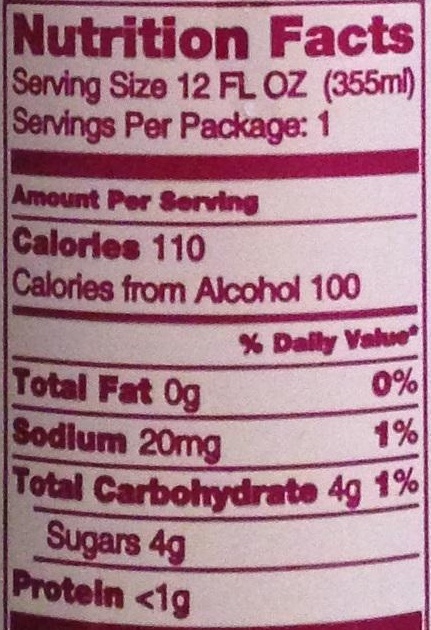 Nutrition Facts
Serving Size 12 FL OZ (355ml)
Servings Per Package: 1
Amount Per Serving
Calories 110
Calories from Alcohol 100
% Daily Value*
Total Fat 0g 0%
Sodium 20mg 1%
Total Carbohydrate 4g 1%
Sugars 4g
Protein <1g